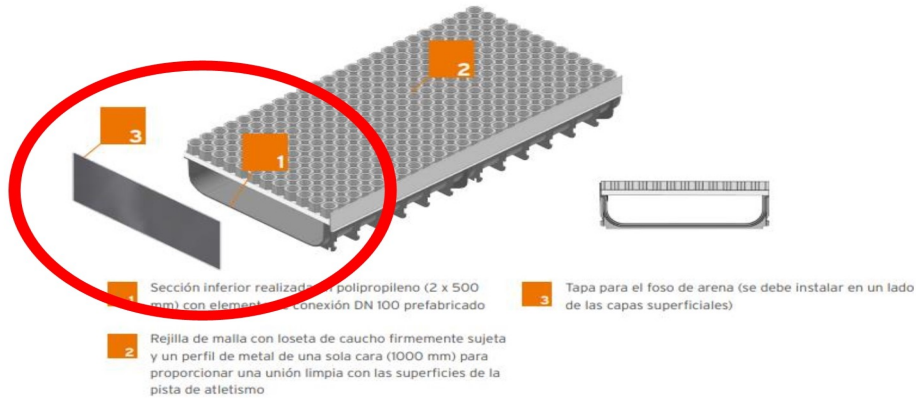 2
3
1
1 Sección inferior realizada polipropileno (2 x 500
mm) con elemento conexión DN 100 prefabricado
2 Rejilla de malla con loseta de caucho firmemente sujeta
y un perfil de metal de una sola cara (1000 mm) para
proporcionar una unión limpia con las superficies de la
pista de atletismo
3 Tapa para el foso de arena (se debe instalar en un lado
de las capas superficiales)